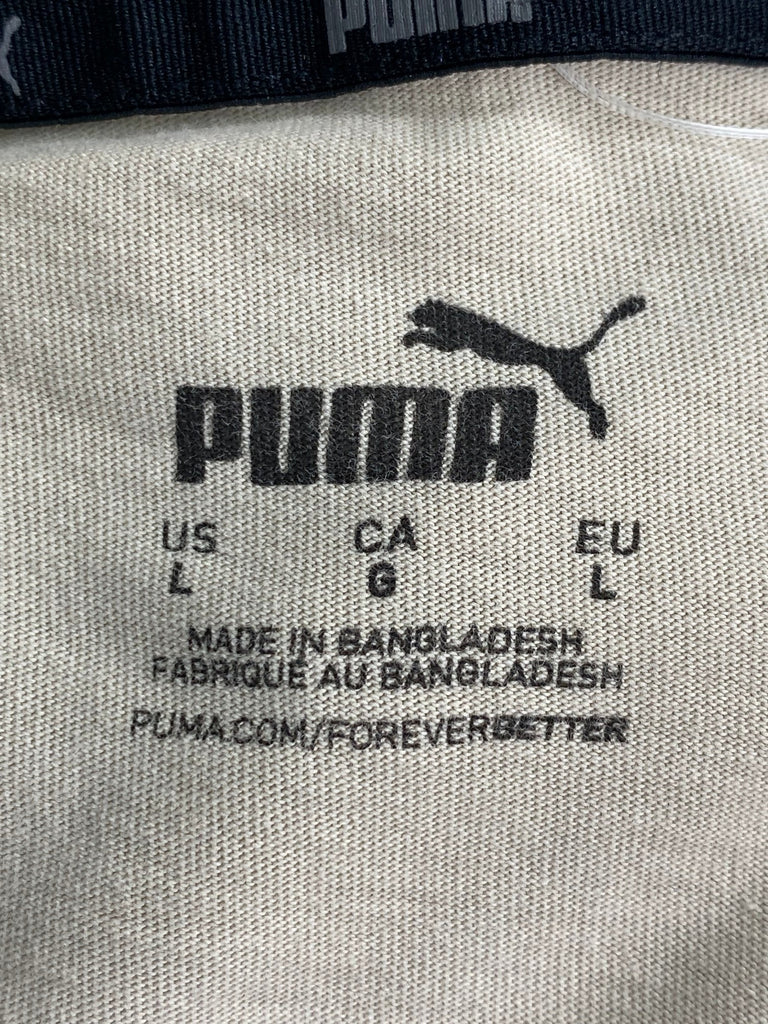 PUMA
PUMA
US CA EU
L G L
MADE IN BANGLADESH
FABRIQUÉ AU BANGLADESH
PUMA.COM/FOREVERBETTER